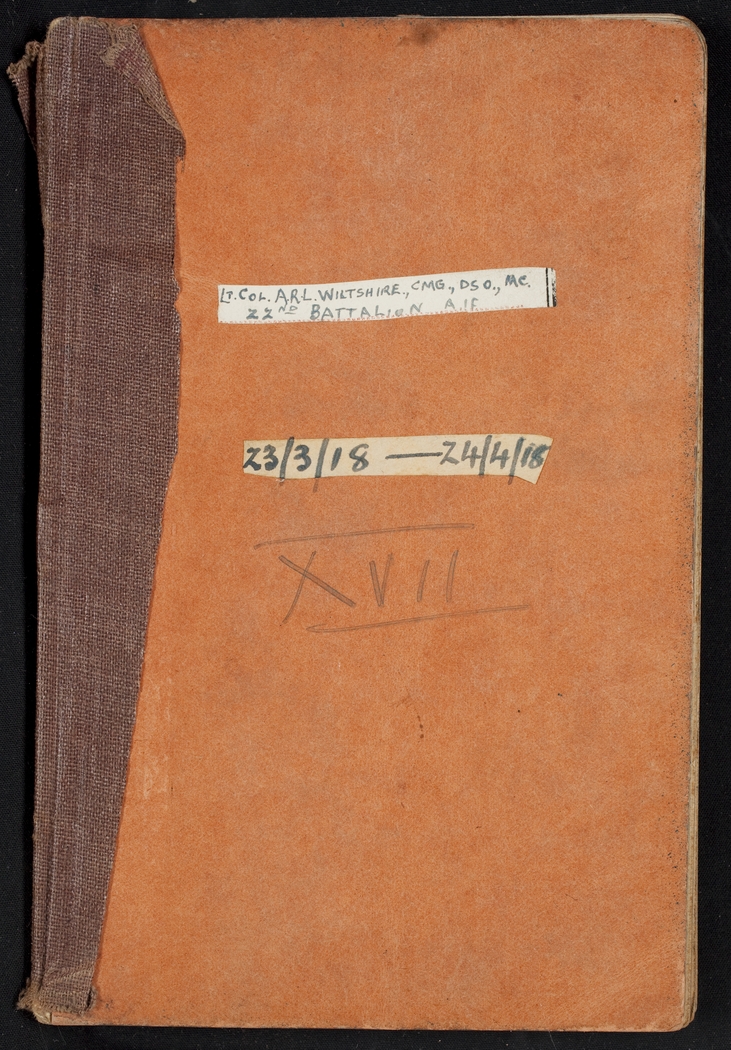 LT. COL. A.R.L. WILTSHIRE., CMG., DSO., MC.
22ND BATTALION A.I.F.
23/3/18 — 24/4/18
XVII